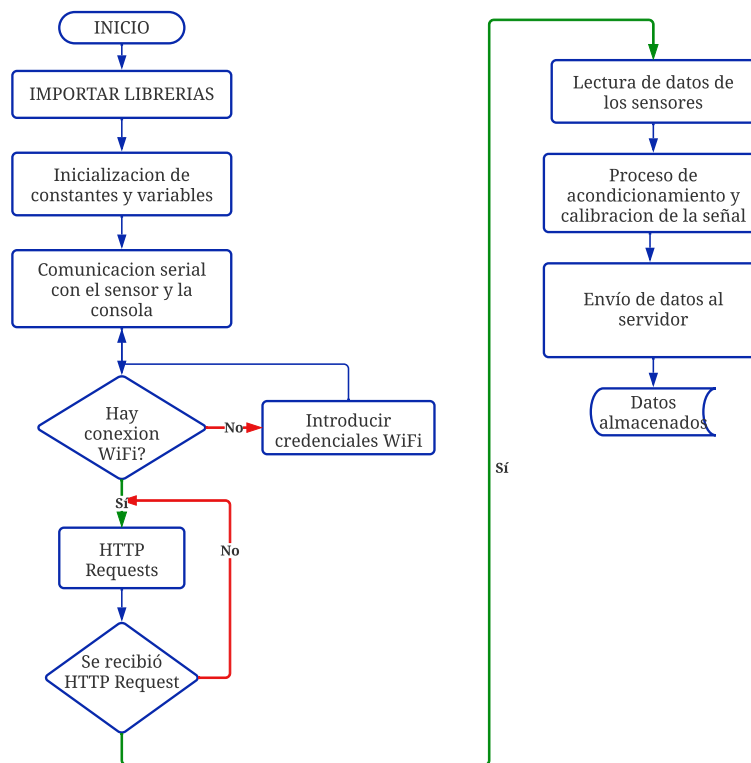 INICIO
IMPORTAR LIBRERIAS
Inicializacion de
constantes y variables
Comunicacion serial
con el sensor y la
consola
Hay
conexion
WiFi?
No
Introducir
credenciales WiFi
Sí
HTTP
Requests
No
Se recibió
HTTP Request
Sí
Lectura de datos de
los sensores
Proceso de
acondicionamiento y
calibracion de la señal
Envío de datos al
servidor
Datos
almacenados